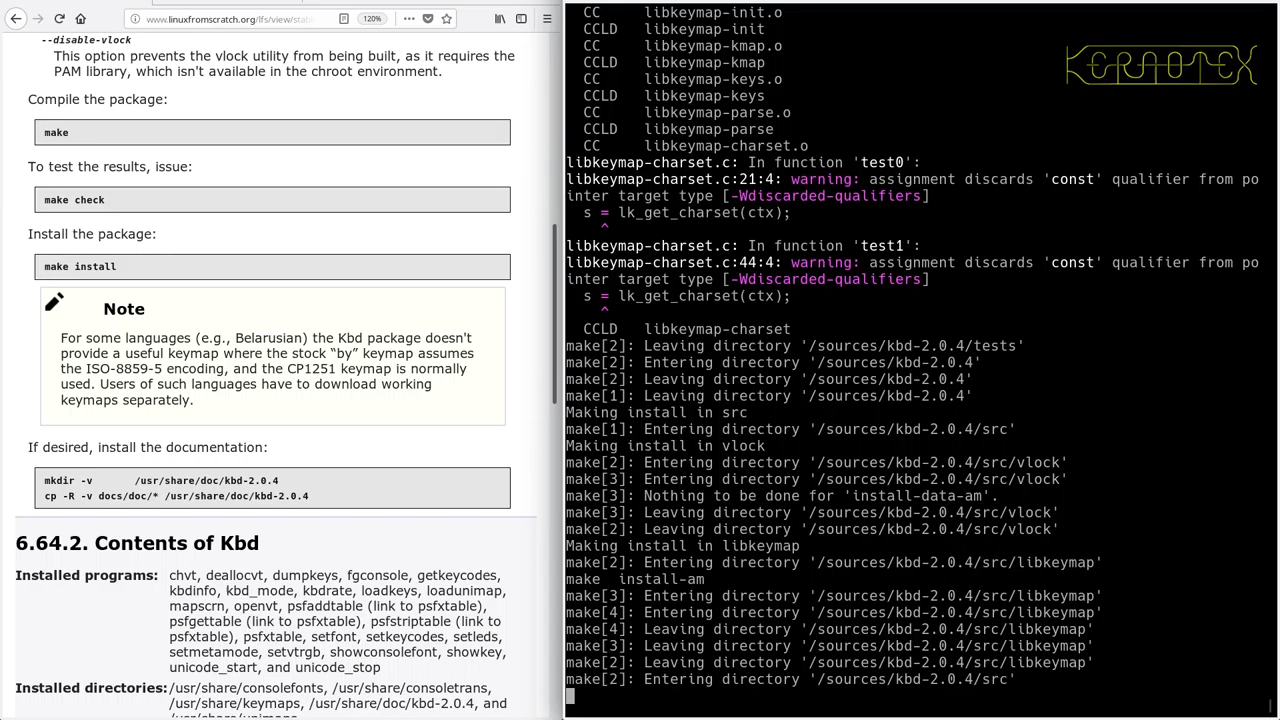 www.linuxfromscratch.org/lfs/view/stab
120%
--disable-vlock
This option prevents the vlock utility from being built, as it requires the
PAM library, which isn't available in the chroot environment.
Compile the package:
make
To test the results, issue:
make check
Install the package:
make install
Note
For some languages (e.g., Belarusian) the Kbd package doesn't
provide a useful keymap where the stock “by” keymap assumes
the ISO-8859-5 encoding, and the CP1251 keymap is normally
used. Users of such languages have to download working
keymaps separately.
If desired, install the documentation:
mkdir -v       /usr/share/doc/kbd-2.0.4
cp -R -v docs/doc/* /usr/share/doc/kbd-2.0.4
6.64.2. Contents of Kbd
Installed programs: chvt, deallocvt, dumpkeys, fgconsole, getkeycodes,
kbdinfo, kbd_mode, kbdrate, loadkeys, loadunimap,
mapscrn, openvt, psfaddtable (link to psfxtable),
psfgettable (link to psfxtable), psfstriptable (link to
psfxtable), psfxtable, setfont, setkeycodes, setleds,
setmetamode, setvtrgb, showconsolefont, showkey,
unicode_start, and unicode_stop
Installed directories: /usr/share/consolefonts, /usr/share/consoletrans,
/usr/share/keymaps, /usr/share/doc/kbd-2.0.4, and
/usr/share/unimaps
CC     libkeymap-init.o
CCLD   libkeymap-init
CC     libkeymap-kmap.o
CCLD   libkeymap-kmap
CC     libkeymap-keys.o
CCLD   libkeymap-keys
CC     libkeymap-parse.o
CCLD   libkeymap-parse
CC     libkeymap-charset.o
libkeymap-charset.c: In function 'test0':
libkeymap-charset.c:21:4: warning: assignment discards 'const' qualifier from po
inter target type [-Wdiscarded-qualifiers]
s = lk_get_charset(ctx);
^
libkeymap-charset.c: In function 'test1':
libkeymap-charset.c:44:4: warning: assignment discards 'const' qualifier from po
inter target type [-Wdiscarded-qualifiers]
s = lk_get_charset(ctx);
^
CCLD   libkeymap-charset
make[2]: Leaving directory '/sources/kbd-2.0.4/tests'
make[2]: Entering directory '/sources/kbd-2.0.4'
make[2]: Leaving directory '/sources/kbd-2.0.4'
make[1]: Leaving directory '/sources/kbd-2.0.4'
Making install in src
make[1]: Entering directory '/sources/kbd-2.0.4/src'
Making install in vlock
make[2]: Entering directory '/sources/kbd-2.0.4/src/vlock'
make[3]: Entering directory '/sources/kbd-2.0.4/src/vlock'
make[3]: Nothing to be done for 'install-data-am'.
make[3]: Leaving directory '/sources/kbd-2.0.4/src/vlock'
make[2]: Leaving directory '/sources/kbd-2.0.4/src/vlock'
Making install in libkeymap
make[2]: Entering directory '/sources/kbd-2.0.4/src/libkeymap'
make  install-am
make[3]: Entering directory '/sources/kbd-2.0.4/src/libkeymap'
make[4]: Entering directory '/sources/kbd-2.0.4/src/libkeymap'
make[4]: Leaving directory '/sources/kbd-2.0.4/src/libkeymap'
make[3]: Leaving directory '/sources/kbd-2.0.4/src/libkeymap'
make[2]: Leaving directory '/sources/kbd-2.0.4/src/libkeymap'
make[2]: Entering directory '/sources/kbd-2.0.4/src'